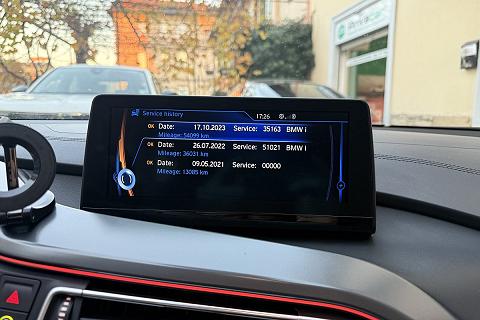 Service history
17:26
OK Date: 17.10.2023 Service: 35163 BMW i
Mileage: 54099 km
OK Date: 26.07.2022 Service: 51021 BMW i
Mileage: 36031 km
OK Date: 09.05.2021 Service: 00000
Mileage: 13085 km